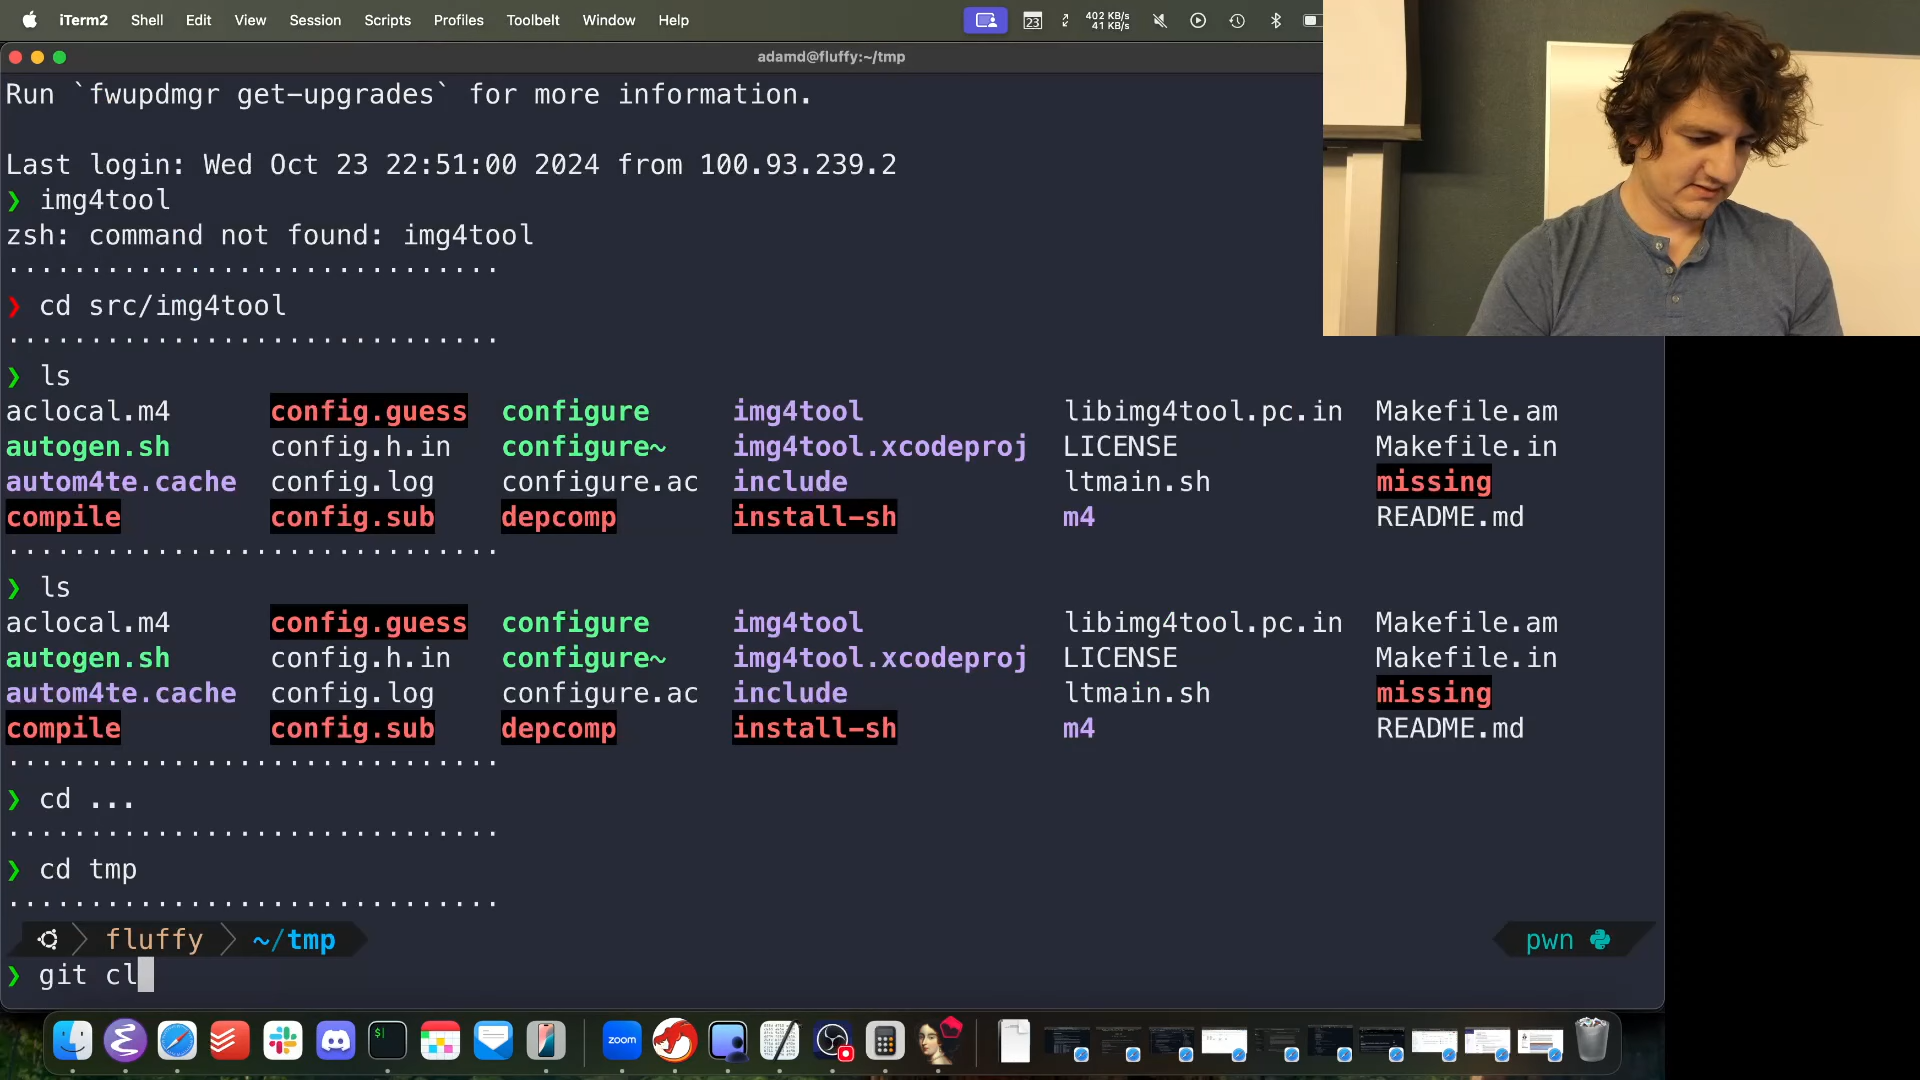 iTerm2 Shell Edit View Session Scripts Profiles Toolbelt Window Help 23 402 KB/s
41 KB/s
adamd@fluffy:~/tmp
Run `fwupdmgr get-upgrades` for more information.
Last login: Wed Oct 23 22:51:00 2024 from 100.93.239.2
❯ img4tool
zsh: command not found: img4tool
❯ cd src/img4tool
❯ ls
aclocal.m4 config.guess configure img4tool libimg4tool.pc.in Makefile.am
autogen.sh config.h.in configure~ img4tool.xcodeproj LICENSE Makefile.in
autom4te.cache config.log configure.ac include ltmain.sh missing
compile config.sub depcomp install-sh m4 README.md
❯ ls
aclocal.m4 config.guess configure img4tool libimg4tool.pc.in Makefile.am
autogen.sh config.h.in configure~ img4tool.xcodeproj LICENSE Makefile.in
autom4te.cache config.log configure.ac include ltmain.sh missing
compile config.sub depcomp install-sh m4 README.md
❯ cd ...
❯ cd tmp
fluffy ~/tmp pwn
❯ git cl
zoom